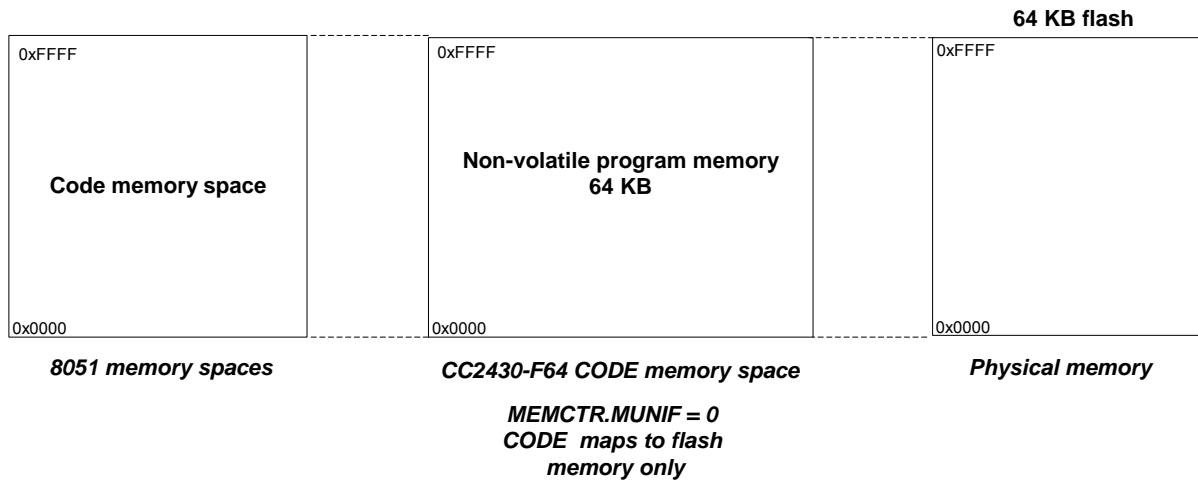 64 KB flash
0xFFFF
0xFFFF
0xFFFF
Code memory space
Non-volatile program memory
64 KB
0x0000
0x0000
0x0000
8051 memory spaces
CC2430-F64 CODE memory space
Physical memory
MEMCTR.MUNIF = 0
CODE maps to flash
memory only